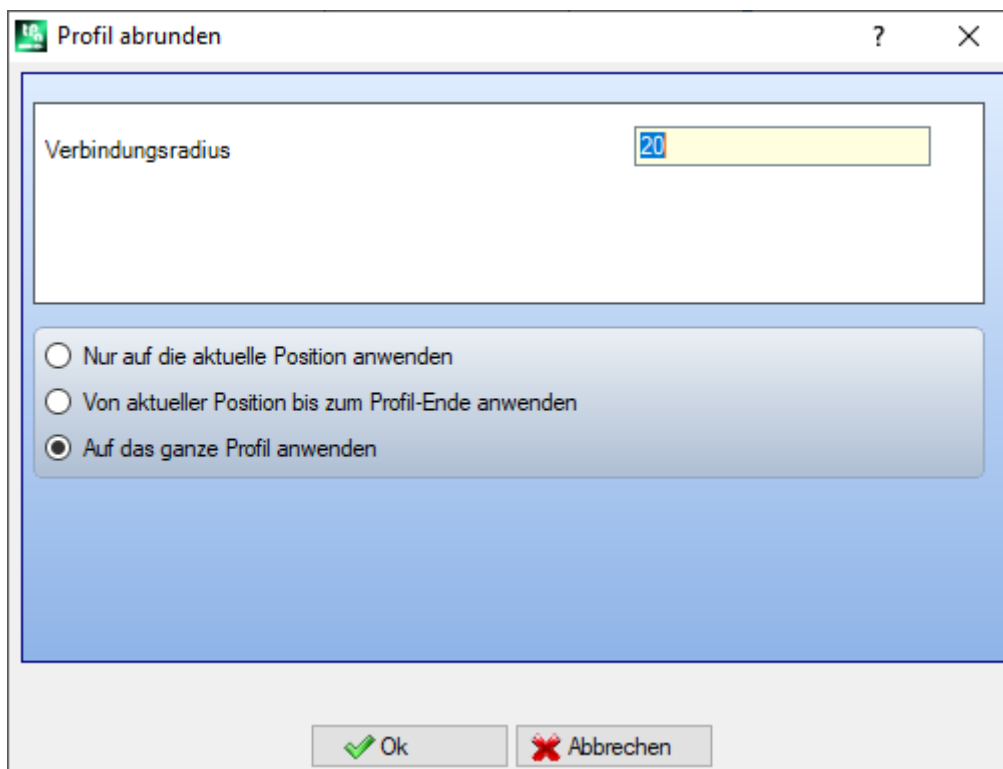 Profil abrunden
?
Verbindungsradius
20
Nur auf die aktuelle Position anwenden
Von aktueller Position bis zum Profil-Ende anwenden
Auf das ganze Profil anwenden
Ok
Abbrechen